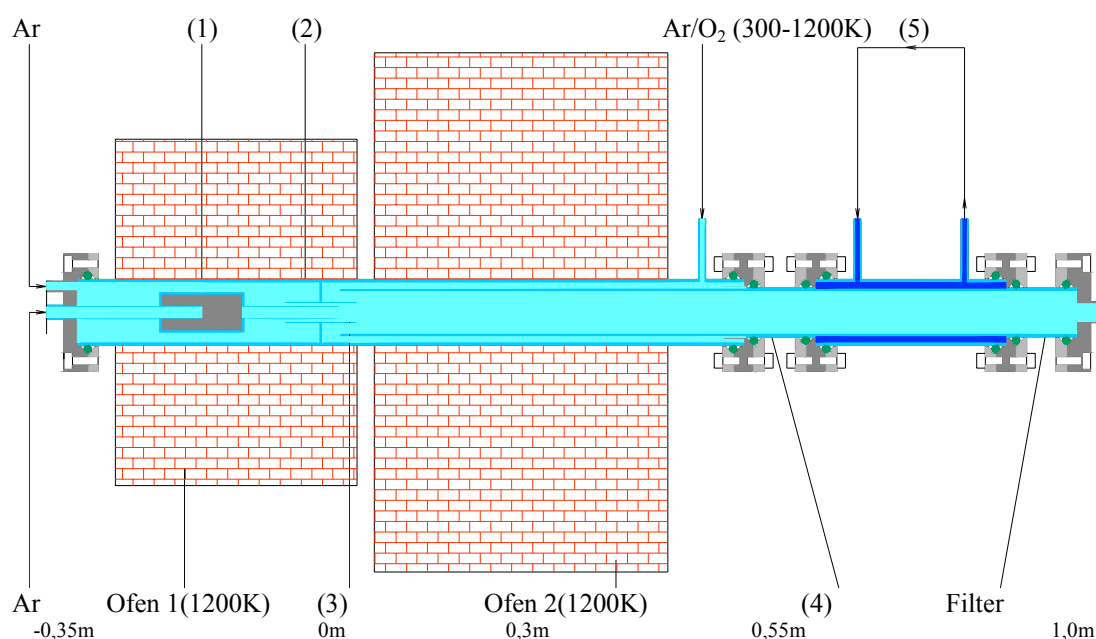 Ar (1) (2) Ar/O₂ (300-1200K) (5)
Ar Ofen 1(1200K) (3) Ofen 2(1200K) (4) Filter
-0,35m 0m 0,3m 0,55m 1,0m